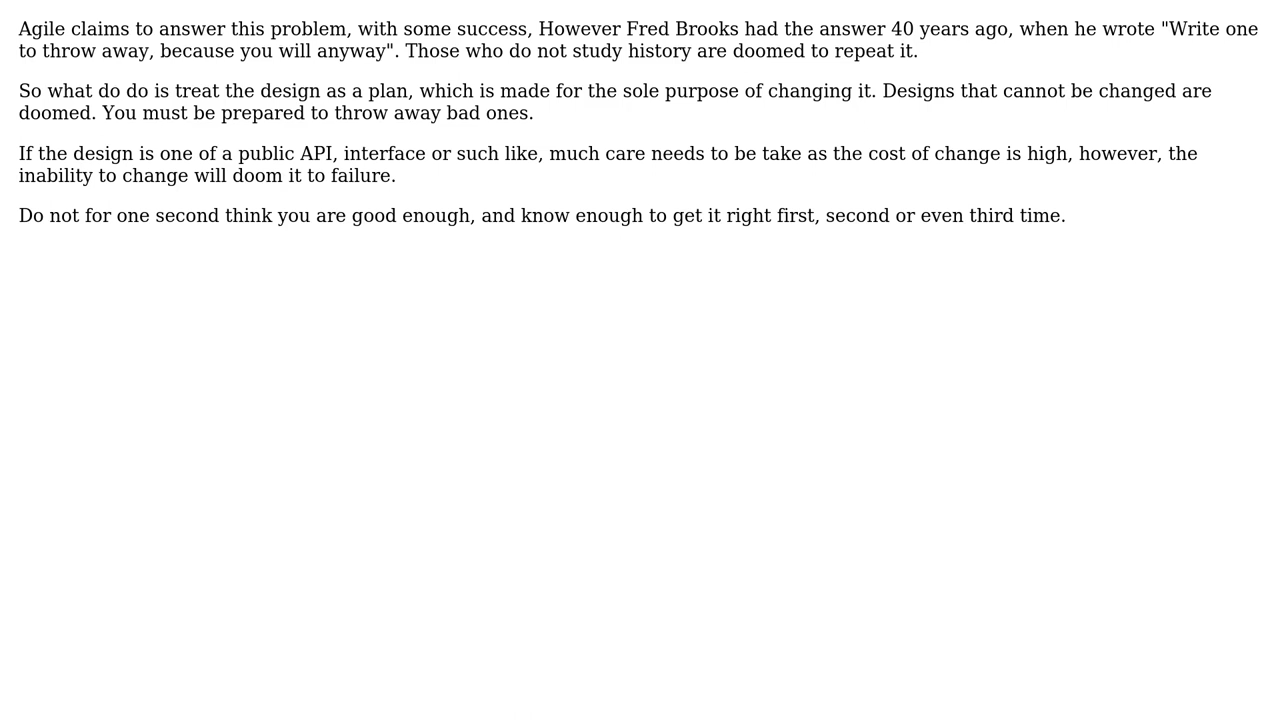 Agile claims to answer this problem, with some success, However Fred Brooks had the answer 40 years ago, when he wrote "Write one
to throw away, because you will anyway". Those who do not study history are doomed to repeat it.
So what do do is treat the design as a plan, which is made for the sole purpose of changing it. Designs that cannot be changed are
doomed. You must be prepared to throw away bad ones.
If the design is one of a public API, interface or such like, much care needs to be take as the cost of change is high, however, the
inability to change will doom it to failure.
Do not for one second think you are good enough, and know enough to get it right first, second or even third time.